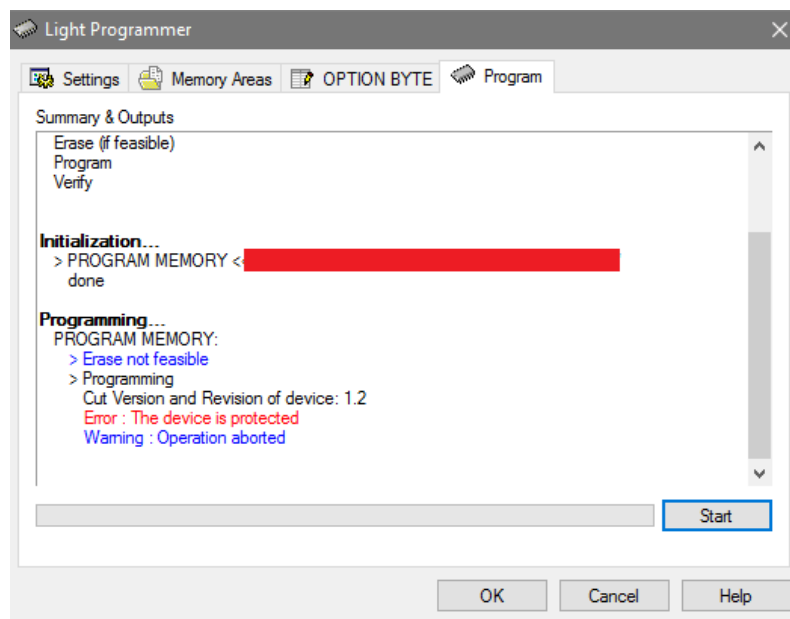 Light Programmer
Settings Memory Areas OPTION BYTE Program
Summary & Outputs
Erase (if feasible)
Program
Verify
Initialization...
> PROGRAM MEMORY <
done
Programming...
PROGRAM MEMORY:
> Erase not feasible
> Programming
Cut Version and Revision of device: 1.2
Error : The device is protected
Warning : Operation aborted
Start
OK Cancel Help